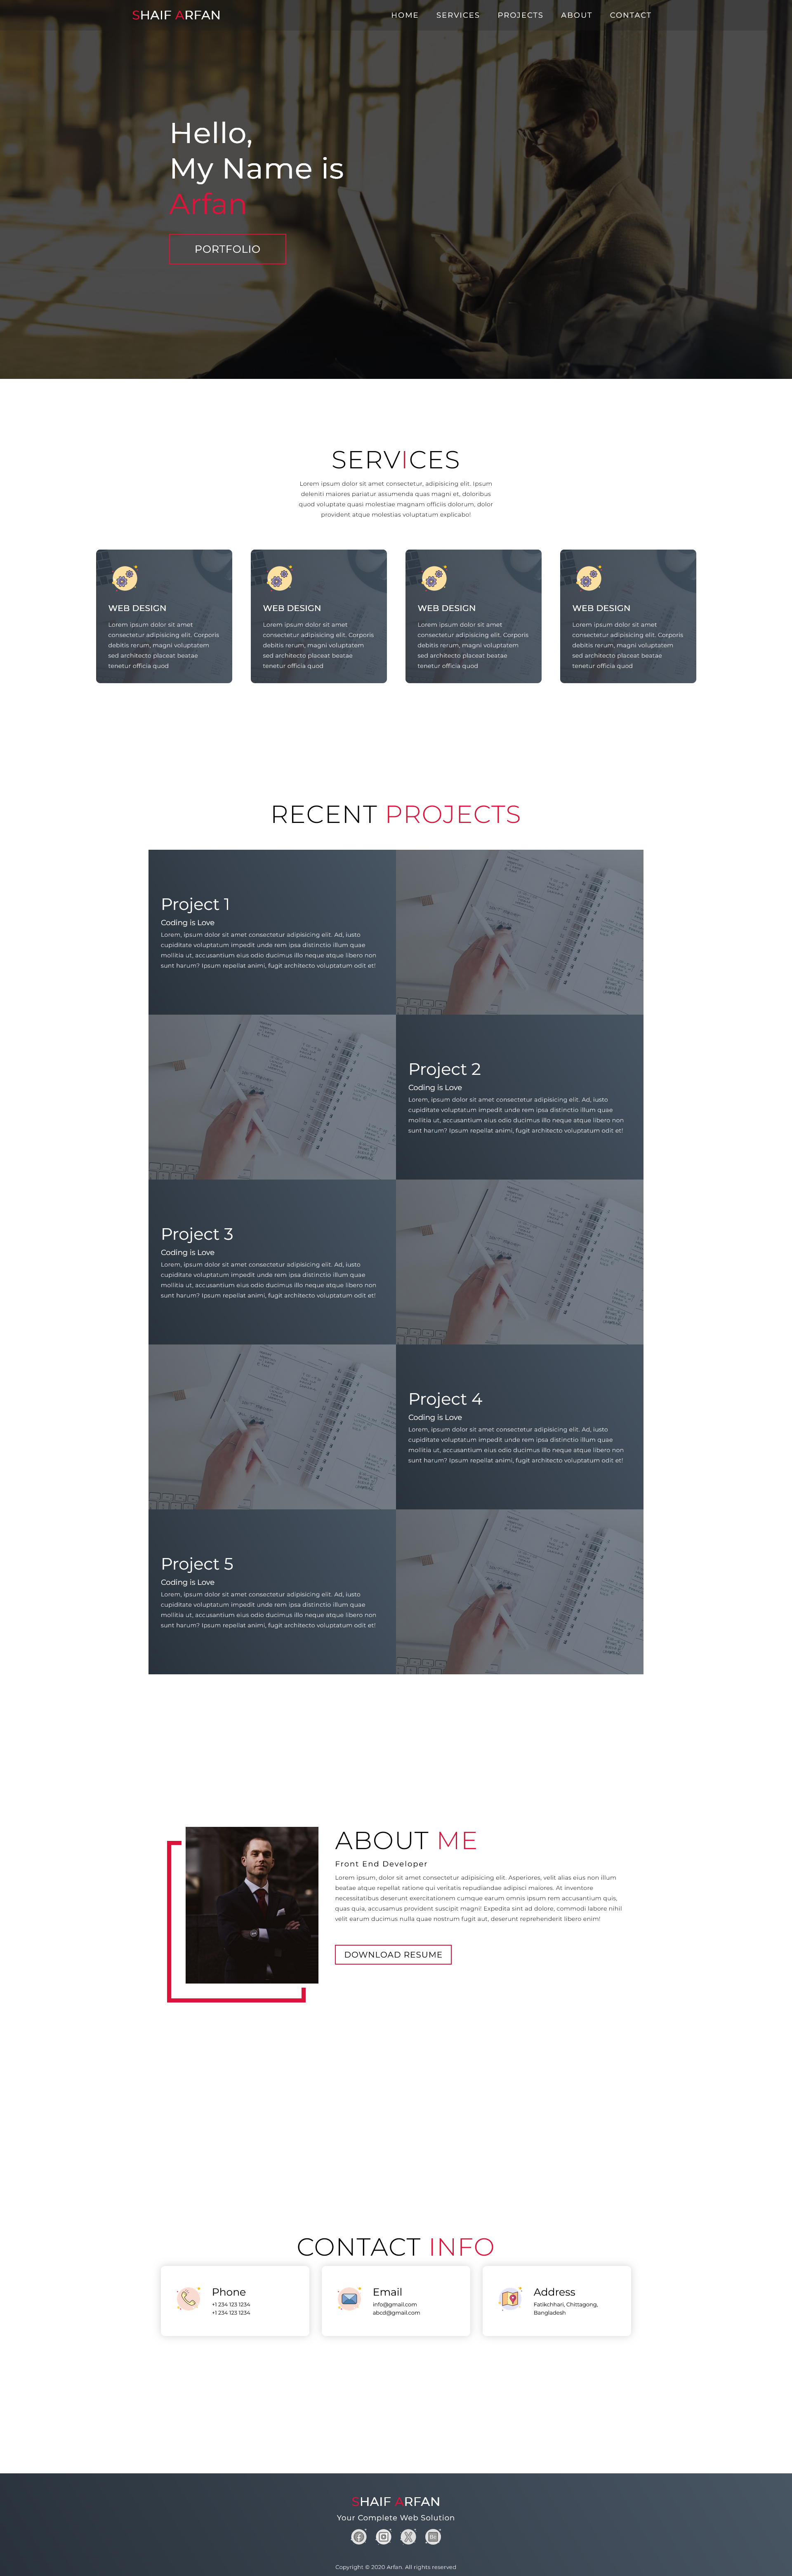 SHAIF ARFAN
HOME SERVICES PROJECTS ABOUT CONTACT
Hello,
My Name is
Arfan
PORTFOLIO
SERVICES
Lorem ipsum dolor sit amet consectetur, adipisicing elit. Ipsum
deleniti maiores pariatur assumenda quas magni et, doloribus
quod voluptate quasi molestiae magnam officiis dolorum, dolor
provident atque molestias voluptatum explicabo!
WEB DESIGN
Lorem ipsum dolor sit amet
consectetur adipisicing elit. Corporis
debitis rerum, magni voluptatem
sed architecto placeat beatae
tenetur officia quod
WEB DESIGN
Lorem ipsum dolor sit amet
consectetur adipisicing elit. Corporis
debitis rerum, magni voluptatem
sed architecto placeat beatae
tenetur officia quod
WEB DESIGN
Lorem ipsum dolor sit amet
consectetur adipisicing elit. Corporis
debitis rerum, magni voluptatem
sed architecto placeat beatae
tenetur officia quod
WEB DESIGN
Lorem ipsum dolor sit amet
consectetur adipisicing elit. Corporis
debitis rerum, magni voluptatem
sed architecto placeat beatae
tenetur officia quod
RECENT PROJECTS
Project 1
Coding is Love
Lorem, ipsum dolor sit amet consectetur adipisicing elit. Ad, iusto
cupiditate voluptatum impedit unde rem ipsa distinctio illum quae
mollitia ut, accusantium eius odio ducimus illo neque atque libero non
sunt harum? Ipsum repellat animi, fugit architecto voluptatum odit et!
Project 2
Coding is Love
Lorem, ipsum dolor sit amet consectetur adipisicing elit. Ad, iusto
cupiditate voluptatum impedit unde rem ipsa distinctio illum quae
mollitia ut, accusantium eius odio ducimus illo neque atque libero non
sunt harum? Ipsum repellat animi, fugit architecto voluptatum odit et!
Project 3
Coding is Love
Lorem, ipsum dolor sit amet consectetur adipisicing elit. Ad, iusto
cupiditate voluptatum impedit unde rem ipsa distinctio illum quae
mollitia ut, accusantium eius odio ducimus illo neque atque libero non
sunt harum? Ipsum repellat animi, fugit architecto voluptatum odit et!
Project 4
Coding is Love
Lorem, ipsum dolor sit amet consectetur adipisicing elit. Ad, iusto
cupiditate voluptatum impedit unde rem ipsa distinctio illum quae
mollitia ut, accusantium eius odio ducimus illo neque atque libero non
sunt harum? Ipsum repellat animi, fugit architecto voluptatum odit et!
Project 5
Coding is Love
Lorem, ipsum dolor sit amet consectetur adipisicing elit. Ad, iusto
cupiditate voluptatum impedit unde rem ipsa distinctio illum quae
mollitia ut, accusantium eius odio ducimus illo neque atque libero non
sunt harum? Ipsum repellat animi, fugit architecto voluptatum odit et!
ABOUT ME
Front End Developer
Lorem ipsum, dolor sit amet consectetur adipisicing elit. Asperiores, velit alias eius non illum
beatae atque repellat ratione qui veritatis repudiandae adipisci maiores. At inventore
necessitatibus deserunt exercitationem cumque earum omnis ipsum rem accusantium quis,
quas quia, accusamus provident suscipit magni! Expedita sint ad dolore, commodi labore nihil
velit earum ducimus nulla quae nostrum fugit aut, deserunt reprehenderit libero enim!
DOWNLOAD RESUME
CONTACT INFO
Phone
+1 234 123 1234
+1 234 123 1234
Email
info@gmail.com
abcd@gmail.com
Address
Fatikchhari, Chittagong,
Bangladesh
SHAIF ARFAN
Your Complete Web Solution
Copyright © 2020 Arfan. All rights reserved